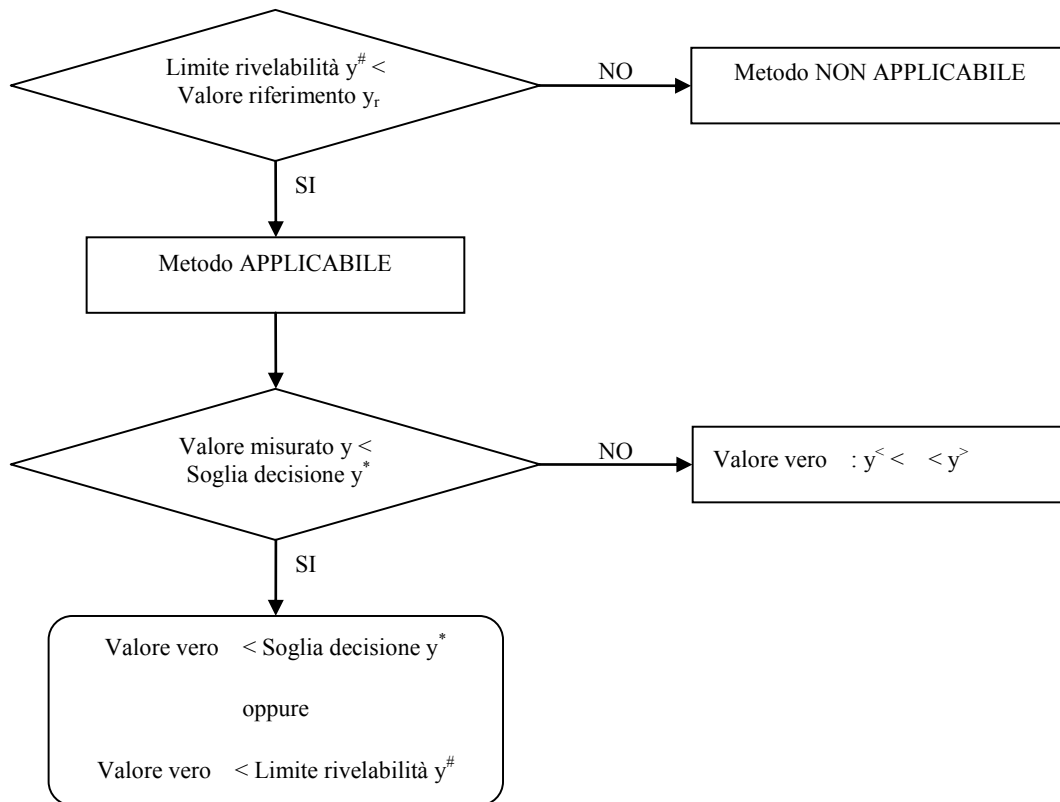 Limite rivelabilità y# <
Valore riferimento yr
NO
Metodo NON APPLICABILE
SI
Metodo APPLICABILE
Valore misurato y <
Soglia decisione y*
NO
Valore vero : y< < < y>
SI
Valore vero < Soglia decisione y*
oppure
Valore vero < Limite rivelabilità y#